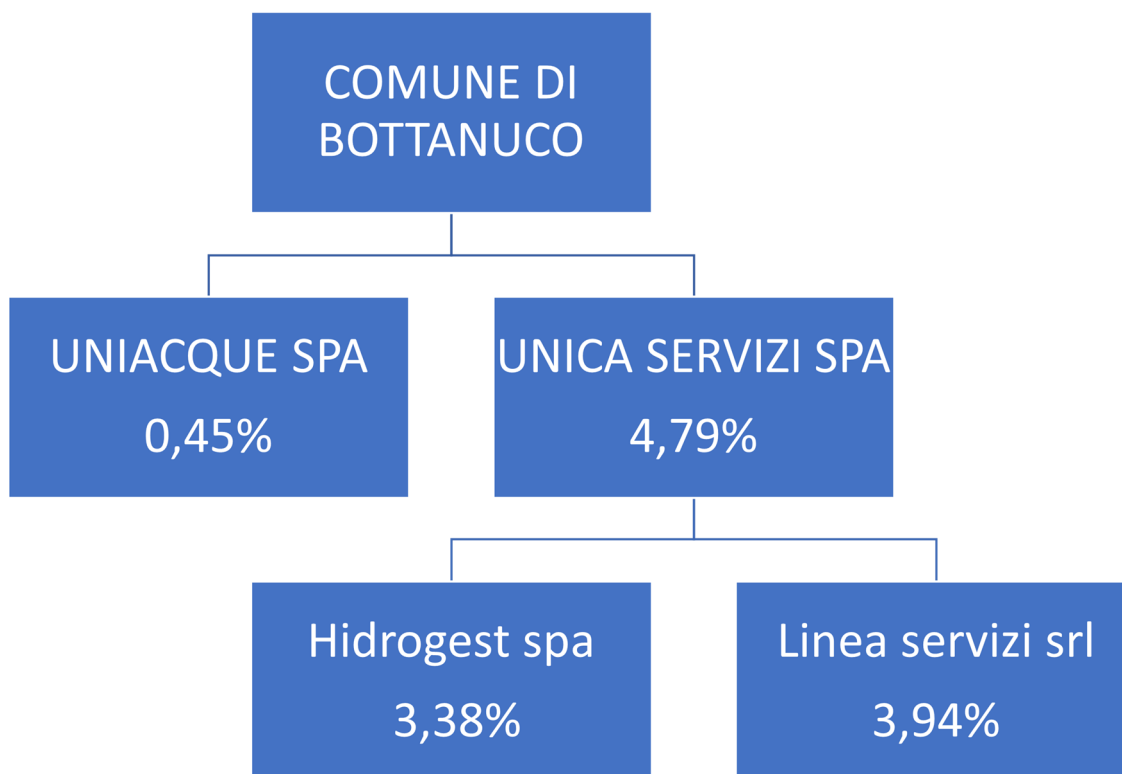 COMUNE DI
BOTTANUCO
UNIACQUE SPA
0,45%
UNICA SERVIZI SPA
4,79%
Hidrogest spa
3,38%
Linea servizi srl
3,94%